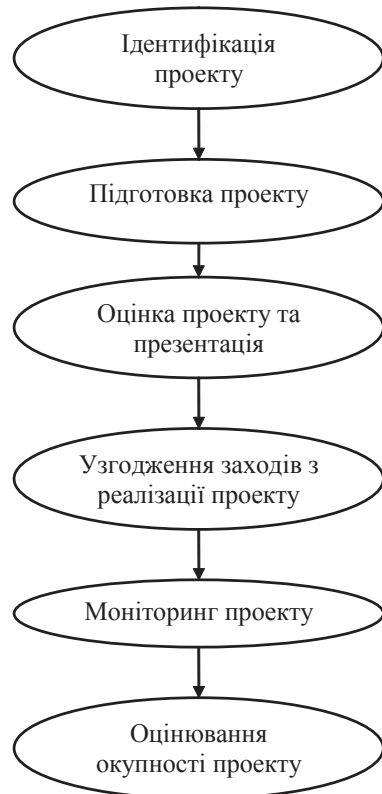 Ідентифікація
проекту
Підготовка проекту
Оцінка проекту та
презентація
Узгодження заходів з
реалізації проекту
Моніторинг проекту
Оцінювання
окупності проекту